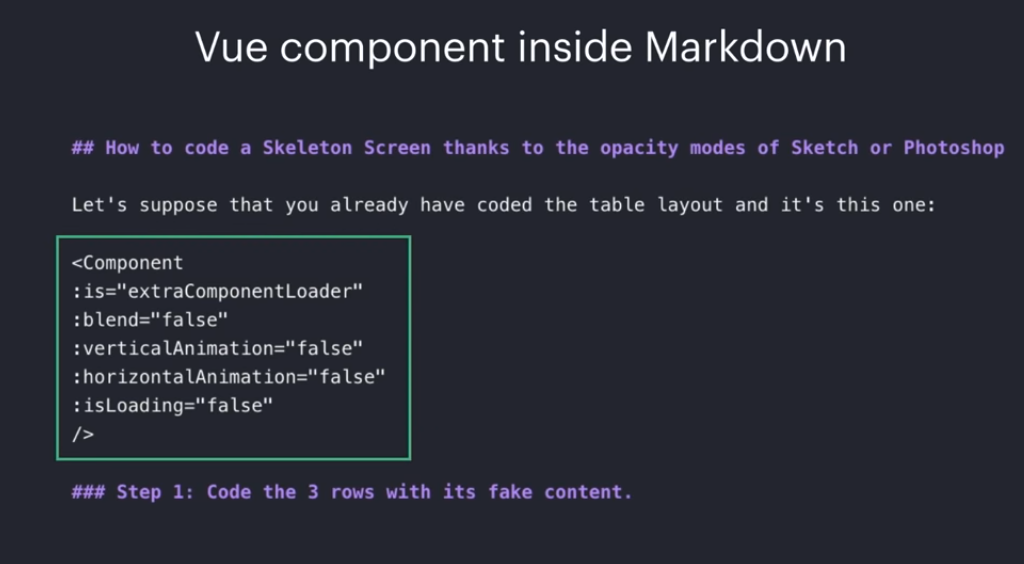 Vue component inside Markdown
## How to code a Skeleton Screen thanks to the opacity modes of Sketch or Photoshop
Let's suppose that you already have coded the table layout and it's this one:
<Component
:is="extraComponentLoader"
:blend="false"
:verticalAnimation="false"
:horizontalAnimation="false"
:isLoading="false"
/>
### Step 1: Code the 3 rows with its fake content.